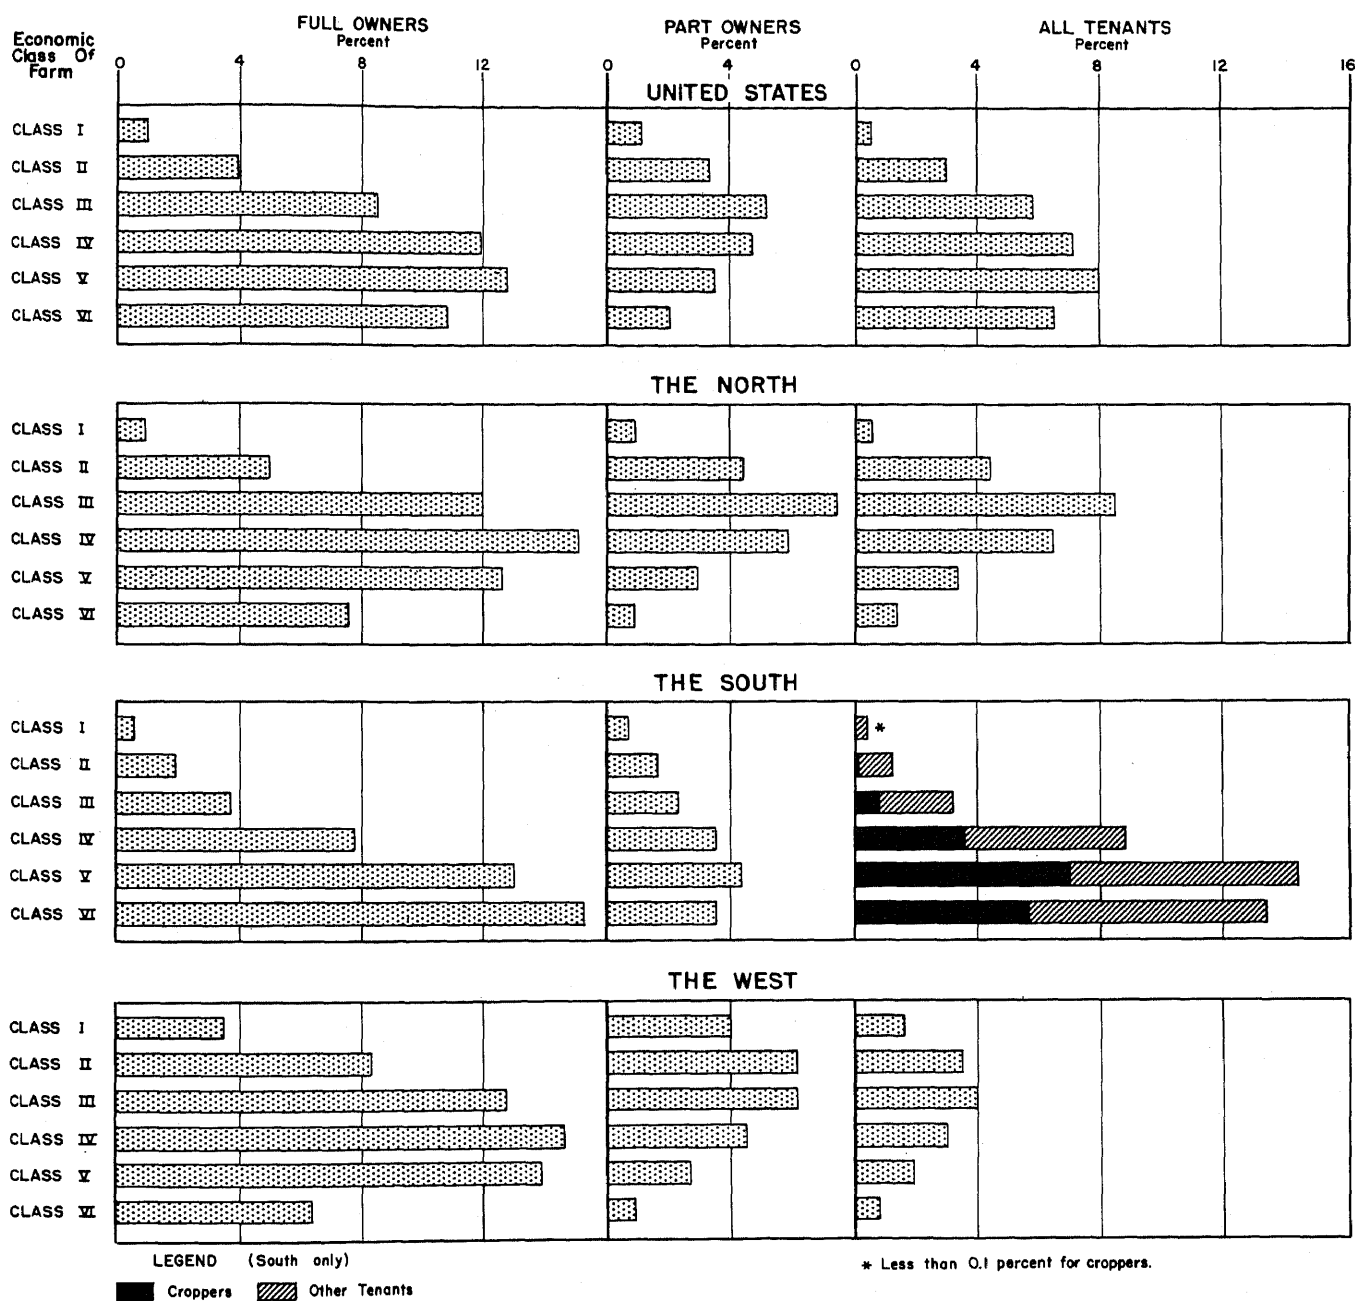 FULL OWNERS
Percent
PART OWNERS
Percent
ALL TENANTS
Percent
Economic
Class Of
Farm
0 4 8 12 0 4 0 4 8 12 16
UNITED STATES
CLASS I
CLASS II
CLASS III
CLASS IV
CLASS V
CLASS VI
THE NORTH
CLASS I
CLASS II
CLASS III
CLASS IV
CLASS V
CLASS VI
THE SOUTH
CLASS I *
CLASS II
CLASS III
CLASS IV
CLASS V
CLASS VI
THE WEST
CLASS I
CLASS II
CLASS III
CLASS IV
CLASS V
CLASS VI
LEGEND (South only)
* Less than 0.1 percent for croppers.
Croppers Other Tenants